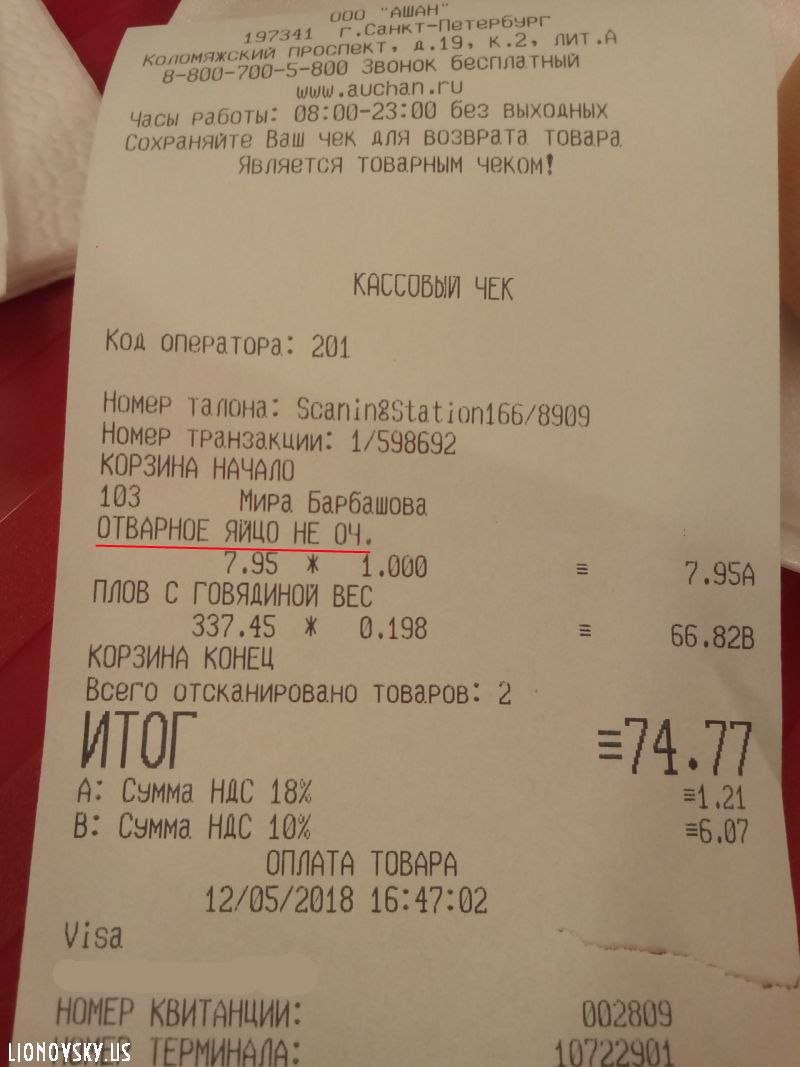 ООО "АШАН"
197341 г.Санкт-Петербург
Коломяжский проспект, д.19, к.2, лит.А
8-800-700-5-800 Звонок бесплатный
www.auchan.ru
Часы работы: 08:00-23:00 без выходных
Сохраняйте Ваш чек для возврата товара
Является товарным чеком!
КАССОВЫЙ ЧЕК
Код оператора: 201
Номер талона: ScaningStation166/8909
Номер транзакции: 1/598692
КОРЗИНА НАЧАЛО
103 Мира Барбашова
ОТВАРНОЕ ЯЙЦО НЕ ОЧ.
7.95 * 1.000 ≡ 7.95А
ПЛОВ С ГОВЯДИНОЙ ВЕС
337.45 * 0.198 ≡ 66.82В
КОРЗИНА КОНЕЦ
Всего отсканировано товаров: 2
ИТОГ ≡74.77
А: Сумма НДС 18% ≡1.21
В: Сумма НДС 10% ≡6.07
ОПЛАТА ТОВАРА
12/05/2018 16:47:02
Visa
НОМЕР КВИТАНЦИИ: 002809
НОМЕР ТЕРМИНАЛА: 10722901
LIONOVSKY.US